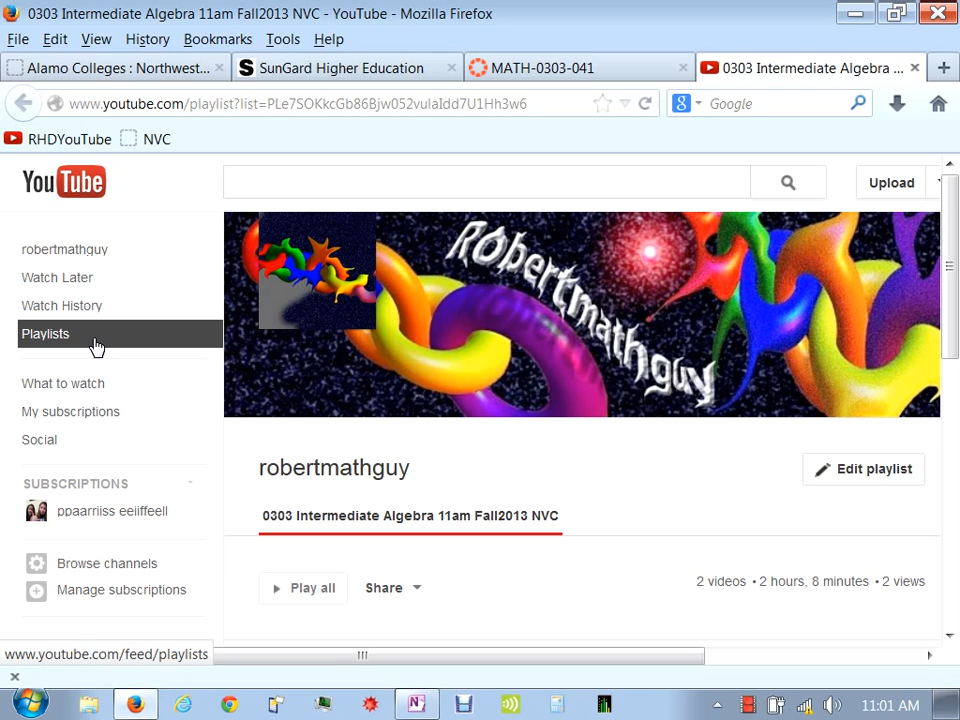 0303 Intermediate Algebra 11am Fall2013 NVC - YouTube - Mozilla Firefox
File Edit View History Bookmarks Tools Help
Alamo Colleges : Northwest... SunGard Higher Education MATH-0303-041 0303 Intermediate Algebra ...
www.youtube.com/playlist?list=PLe7SOKkcGb86Bjw052vulaIdd7U1Hh3w6 Google
RHDYouTube NVC
YouTube Upload
robertmathguy
Watch Later
Watch History
Playlists
Robertmathguy
What to watch
My subscriptions
Social
SUBSCRIPTIONS
ppaarriiss eeiiffeell
Browse channels
Manage subscriptions
robertmathguy Edit playlist
0303 Intermediate Algebra 11am Fall2013 NVC
Play all Share 2 videos • 2 hours, 8 minutes • 2 views
www.youtube.com/feed/playlists
11:01 AM